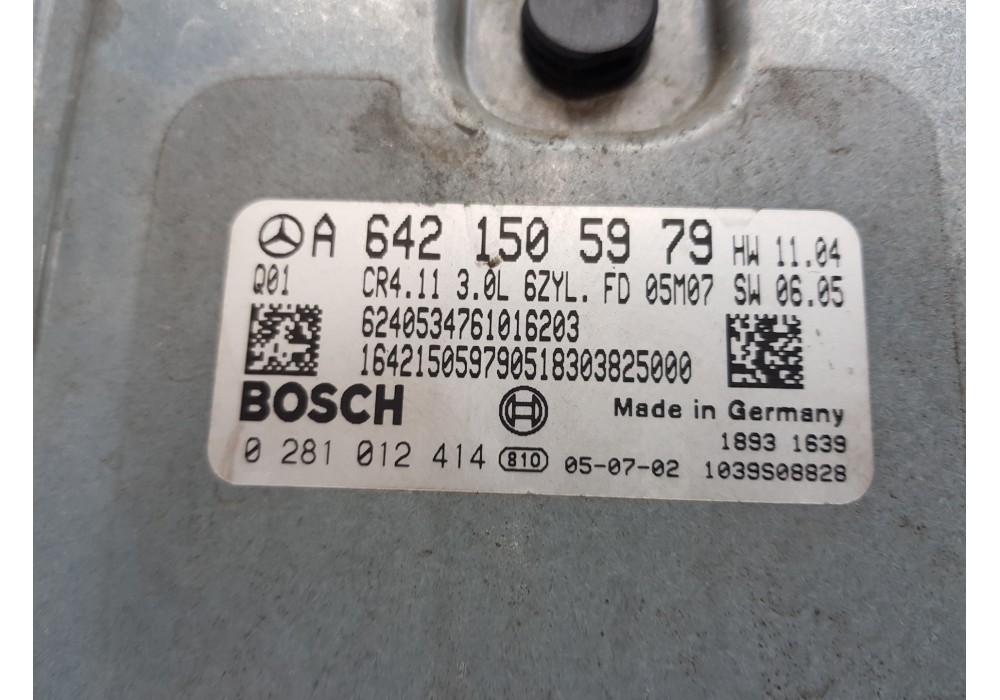 A 642 150 59 79 HW 11.04
Q01 CR4.11 3.0L 6ZYL. FD 05M07 SW 06.05
6240534761016203
164215059790518303825000
BOSCH Made in Germany
1893 1639
0 281 012 414 810 05-07-02 1039S08828